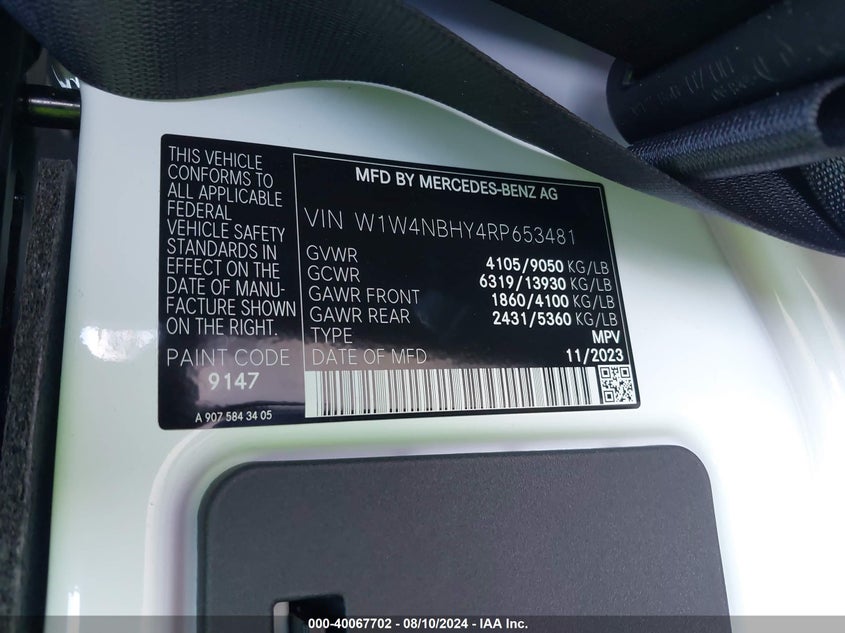 THIS VEHICLE
CONFORMS TO
ALL APPLICABLE
FEDERAL
VEHICLE SAFETY
STANDARDS IN
EFFECT ON THE
DATE OF MANU-
FACTURE SHOWN
ON THE RIGHT.
PAINT CODE
9147
A 907 584 34 05
MFD BY MERCEDES-BENZ AG
VIN W1W4NBHY4RP653481
GVWR 4105/9050 KG/LB
GCWR 6319/13930 KG/LB
GAWR FRONT 1860/4100 KG/LB
GAWR REAR 2431/5360 KG/LB
TYPE MPV
DATE OF MFD 11/2023
000-40067702 - 08/10/2024 - IAA Inc.